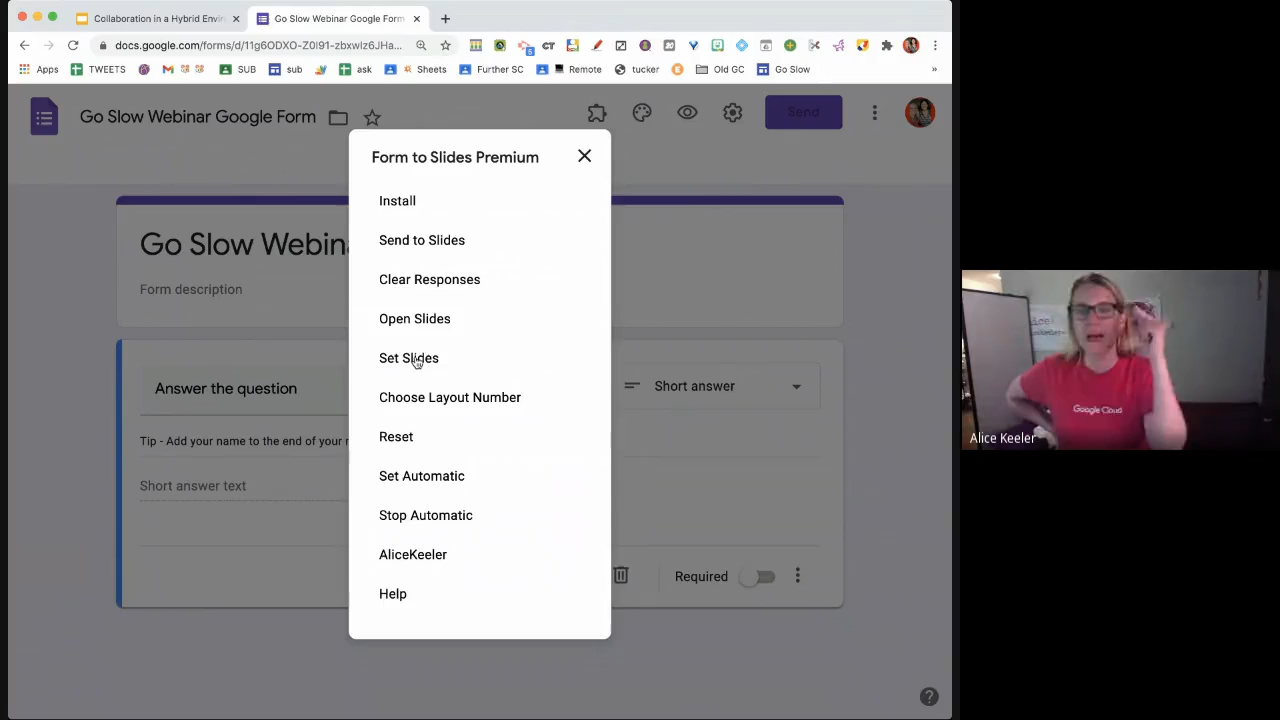 Collaboration in a Hybrid Envir
Go Slow Webinar Google Form
docs.google.com/forms/d/11g6ODXO-Z0I91-zbxwIz6JHa...
Apps TWEETS SUB sub ask Sheets Further SC Remote tucker Old GC Go Slow
Go Slow Webinar Google Form
Send
Form to Slides Premium
Install
Send to Slides
Clear Responses
Open Slides
Set Slides
Choose Layout Number
Reset
Set Automatic
Stop Automatic
AliceKeeler
Help
Go Slow Webina
Form description
Answer the question
Short answer
Tip - Add your name to the end of your r
Short answer text
Required
Google Cloud
Alice Keeler